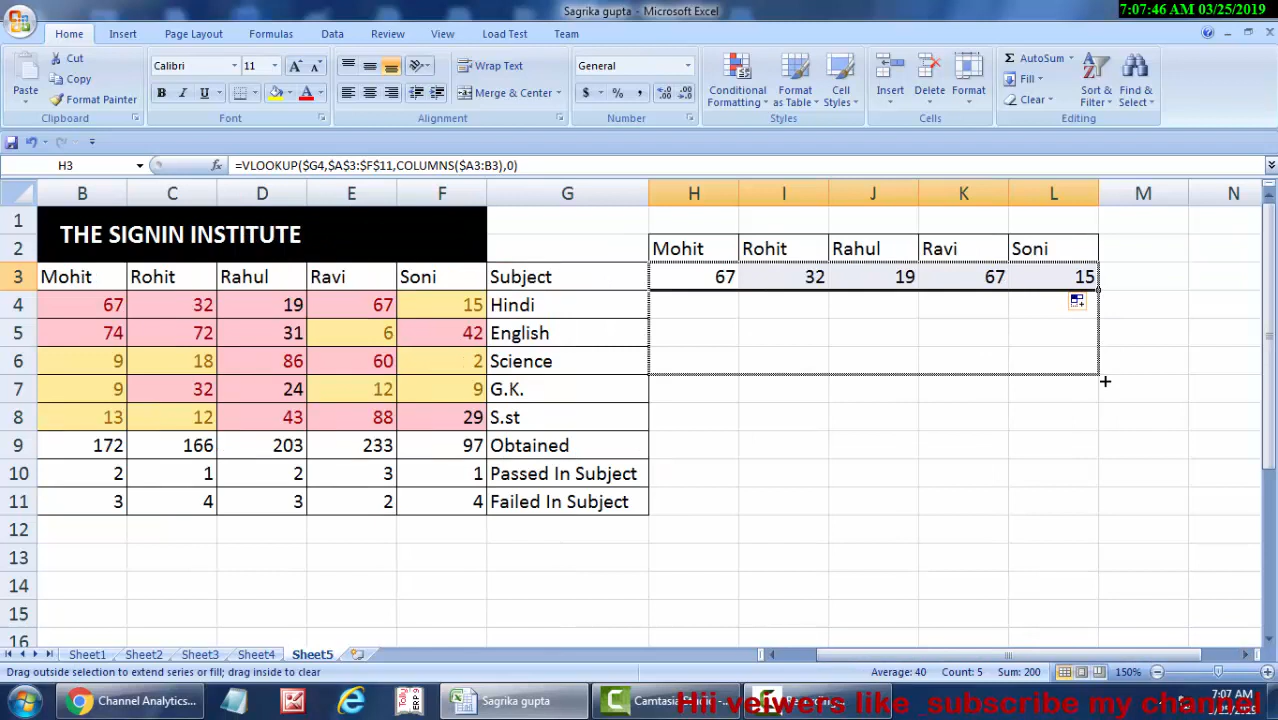 Sagrika gupta - Microsoft Excel
7:07:46 AM 03/25/2019
Home Insert Page Layout Formulas Data Review View Load Test Team
Paste Cut Copy Format Painter Clipboard
Calibri 11 B I U A A A Font
Wrap Text Merge & Center Alignment
General $ % , Number
Conditional Formatting Format as Table Cell Styles Styles
Insert Delete Format Cells
Σ AutoSum Fill Clear Sort & Filter Find & Select Editing
H3 fx =VLOOKUP($G4,$A$3:$F$11,COLUMNS($A3:B3),0)
B C D E F G H I J K L M N
1
THE SIGNIN INSTITUTE
2 Mohit Rohit Rahul Ravi Soni
3 Mohit Rohit Rahul Ravi Soni Subject 67 32 19 67 15
4 67 32 19 67 15 Hindi
5 74 72 31 6 42 English
6 9 18 86 60 2 Science
7 9 32 24 12 9 G.K.
8 13 12 43 88 29 S.st
9 172 166 203 233 97 Obtained
10 2 1 2 3 1 Passed In Subject
11 3 4 3 2 4 Failed In Subject
12
13
14
15
16
Sheet1 Sheet2 Sheet3 Sheet4 Sheet5
Drag outside selection to extend series or fill; drag inside to clear Average: 40 Count: 5 Sum: 200 150%
Channel Analytics... Sagrika gupta Camtasia Studio -... Recording... 7:07 AM
Hii veiwers like subscribe my channel